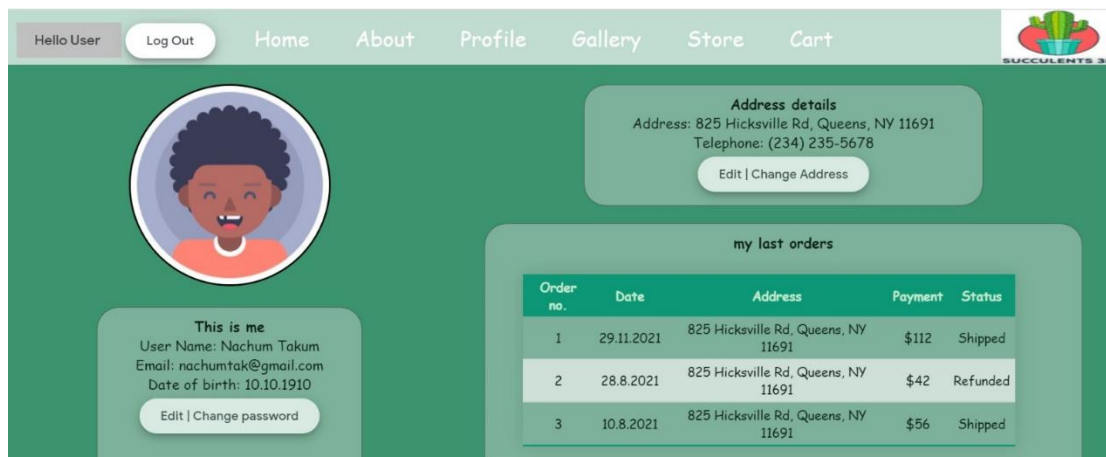 Hello User
Log Out
Home About Profile Gallery Store Cart
SUCCULENTS
This is me
User Name: Nachum Takum
Email: nachumtak@gmail.com
Date of birth: 10.10.1910
Edit | Change password
Address details
Address: 825 Hicksville Rd, Queens, NY 11691
Telephone: (234) 235-5678
Edit | Change Address
my last orders
Order no. Date Address Payment Status
1 29.11.2021 825 Hicksville Rd, Queens, NY 11691 $112 Shipped
2 28.8.2021 825 Hicksville Rd, Queens, NY 11691 $42 Refunded
3 10.8.2021 825 Hicksville Rd, Queens, NY 11691 $56 Shipped